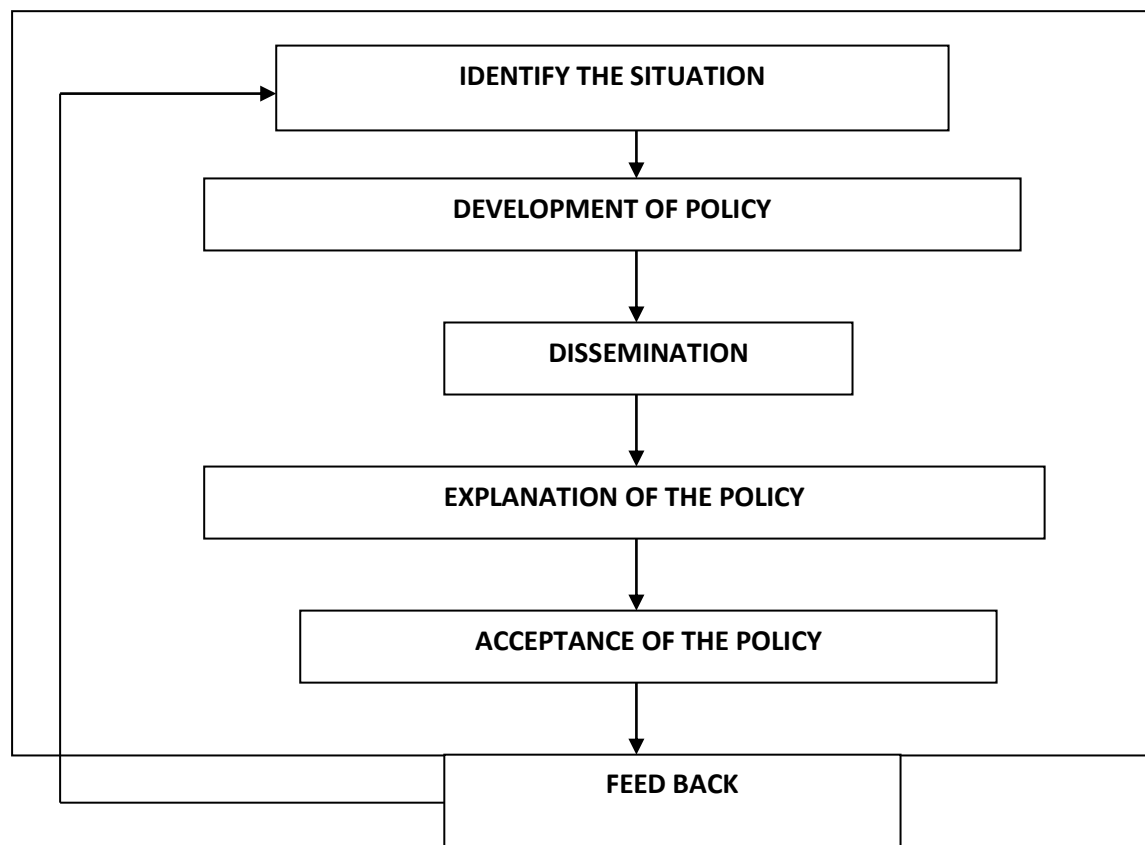 IDENTIFY THE SITUATION
DEVELOPMENT OF POLICY
DISSEMINATION
EXPLANATION OF THE POLICY
ACCEPTANCE OF THE POLICY
FEED BACK